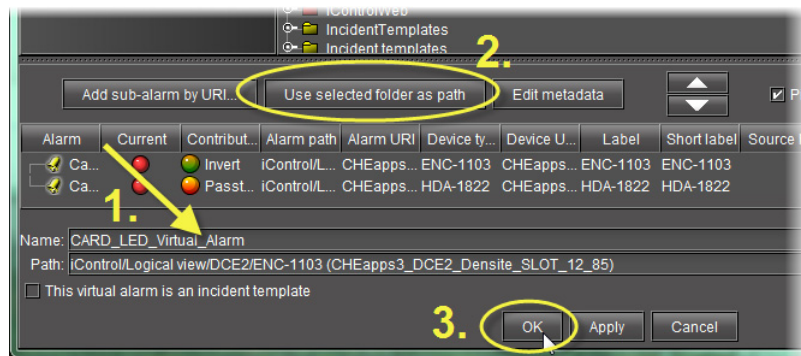 iControlWeb
IncidentTemplates
Incident templates
2.
Add sub-alarm by URI... Use selected folder as path Edit metadata P
Alarm Current Contribut... Alarm path Alarm URI Device ty... Device U... Label Short label Source
Ca... Invert iControl/L... CHEapps... ENC-1103 CHEapps... ENC-1103 ENC-1103
Ca... Passt... iControl/L... CHEapps... HDA-1822 CHEapps... HDA-1822 HDA-1822
1.
Name: CARD_LED_Virtual_Alarm
Path: iControl/Logical view/DCE2/ENC-1103 (CHEapps3_DCE2_Densite_SLOT_12_85)
This virtual alarm is an incident template
3. OK Apply Cancel